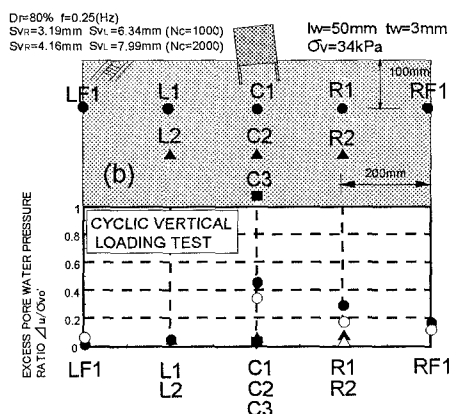 Dr=80% f=0.25(Hz)
SVR=3.19mm SVL=6.34mm (Nc=1000)
SVR=4.16mm SVL=7.99mm (Nc=2000)
lw=50mm tw=3mm
σv=34kPa
100mm
LF1 L1 C1 R1 RF1
L2 C2 R2
(b)
C3
200mm
CYCLIC VERTICAL
LOADING TEST
EXCESS PORE WATER PRESSURE
RATIO Δu/σvo'
1
0.8
0.6
0.4
0.2
0
LF1 L1 C1 R1 RF1
L2 C2 R2
C3